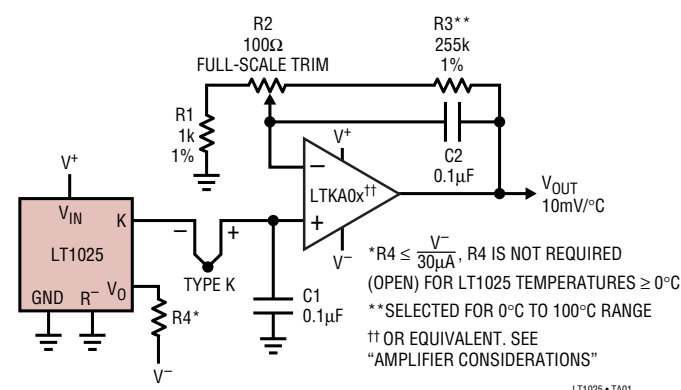 R2
100Ω
FULL-SCALE TRIM
R3**
255k
1%
R1
1k
1%
C2
0.1µF
V+
–
LTKA0x††
+
V–
VOUT
10mV/°C
V+
VIN
K
LT1025
GND
R–
VO
– +
TYPE K
R4*
V–
C1
0.1µF
*R4 ≤ V–/30µA, R4 IS NOT REQUIRED
(OPEN) FOR LT1025 TEMPERATURES ≥ 0°C
**SELECTED FOR 0°C TO 100°C RANGE
†† OR EQUIVALENT. SEE
“AMPLIFIER CONSIDERATIONS”
LT1025 • TA01